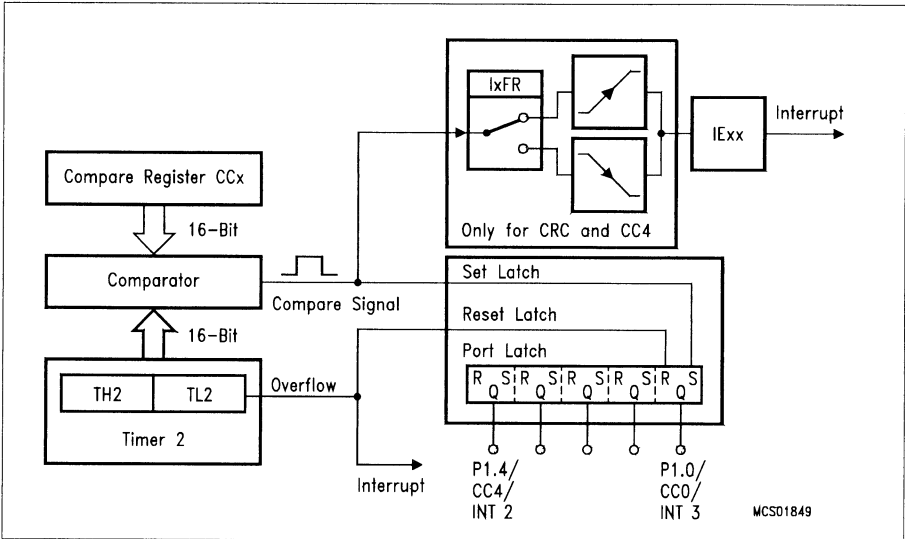 IxFR
IExx
Interrupt
Only for CRC and CC4
Compare Register CCx
16-Bit
Comparator
Compare Signal
16-Bit
TH2 TL2
Timer 2
Overflow
Interrupt
Set Latch
Reset Latch
Port Latch
R S R S R S R S R S
Q Q Q Q Q
P1.4/
CC4/
INT 2
P1.0/
CC0/
INT 3
MCS01849